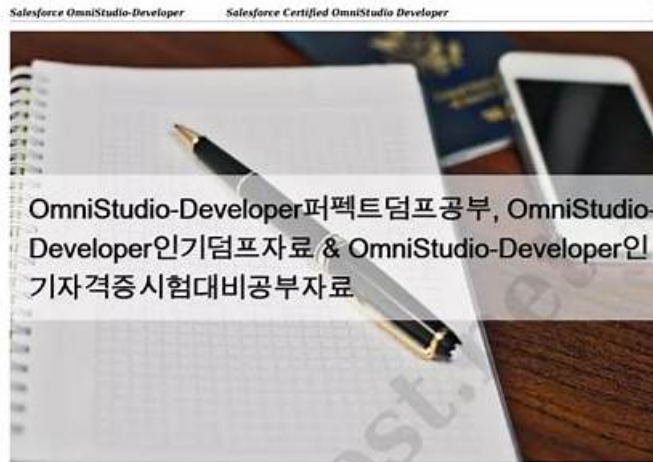 Salesforce OmniStudio-Developer Salesforce Certified OmniStudio Developer
OmniStudio-Developer퍼펙트덤프공부, OmniStudio-
Developer인기덤프자료 & OmniStudio-Developer인
기자격증시험대비공부자료